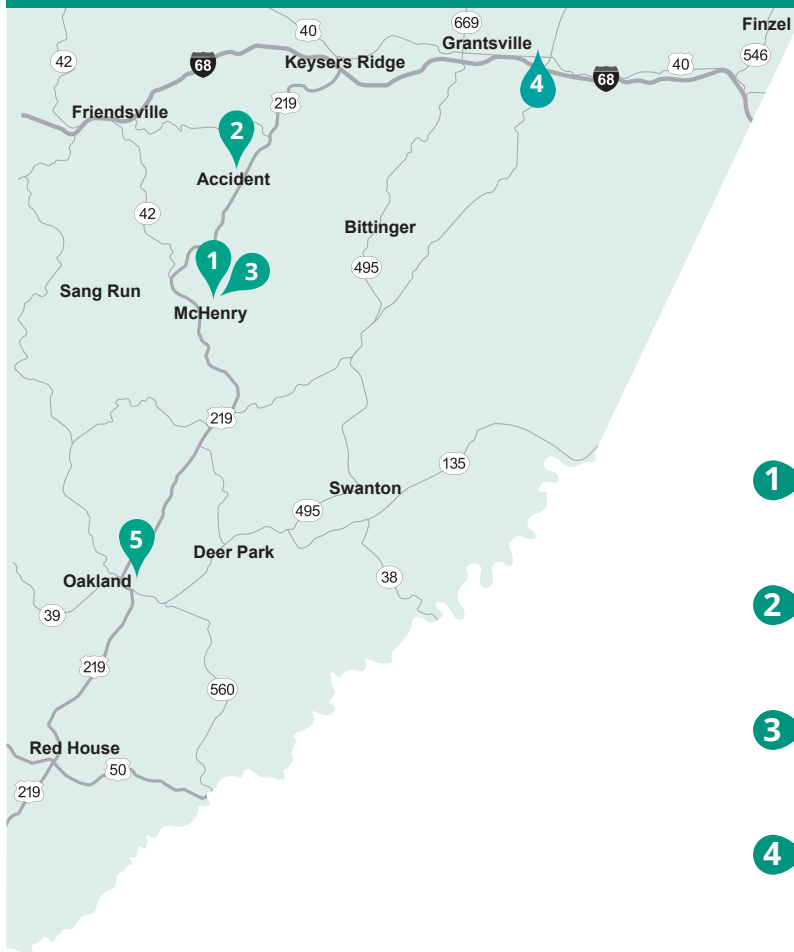 669
Finzel
40
Grantsville
42
Keysers Ridge
546
68
40
68
4
219
Friendsville
2
Accident
42
Bittinger
1
3
495
Sang Run
McHenry
219
135
1
Swanton
495
5
Deer Park
Oakland
38
2
39
219
560
3
Red House
50
219
4